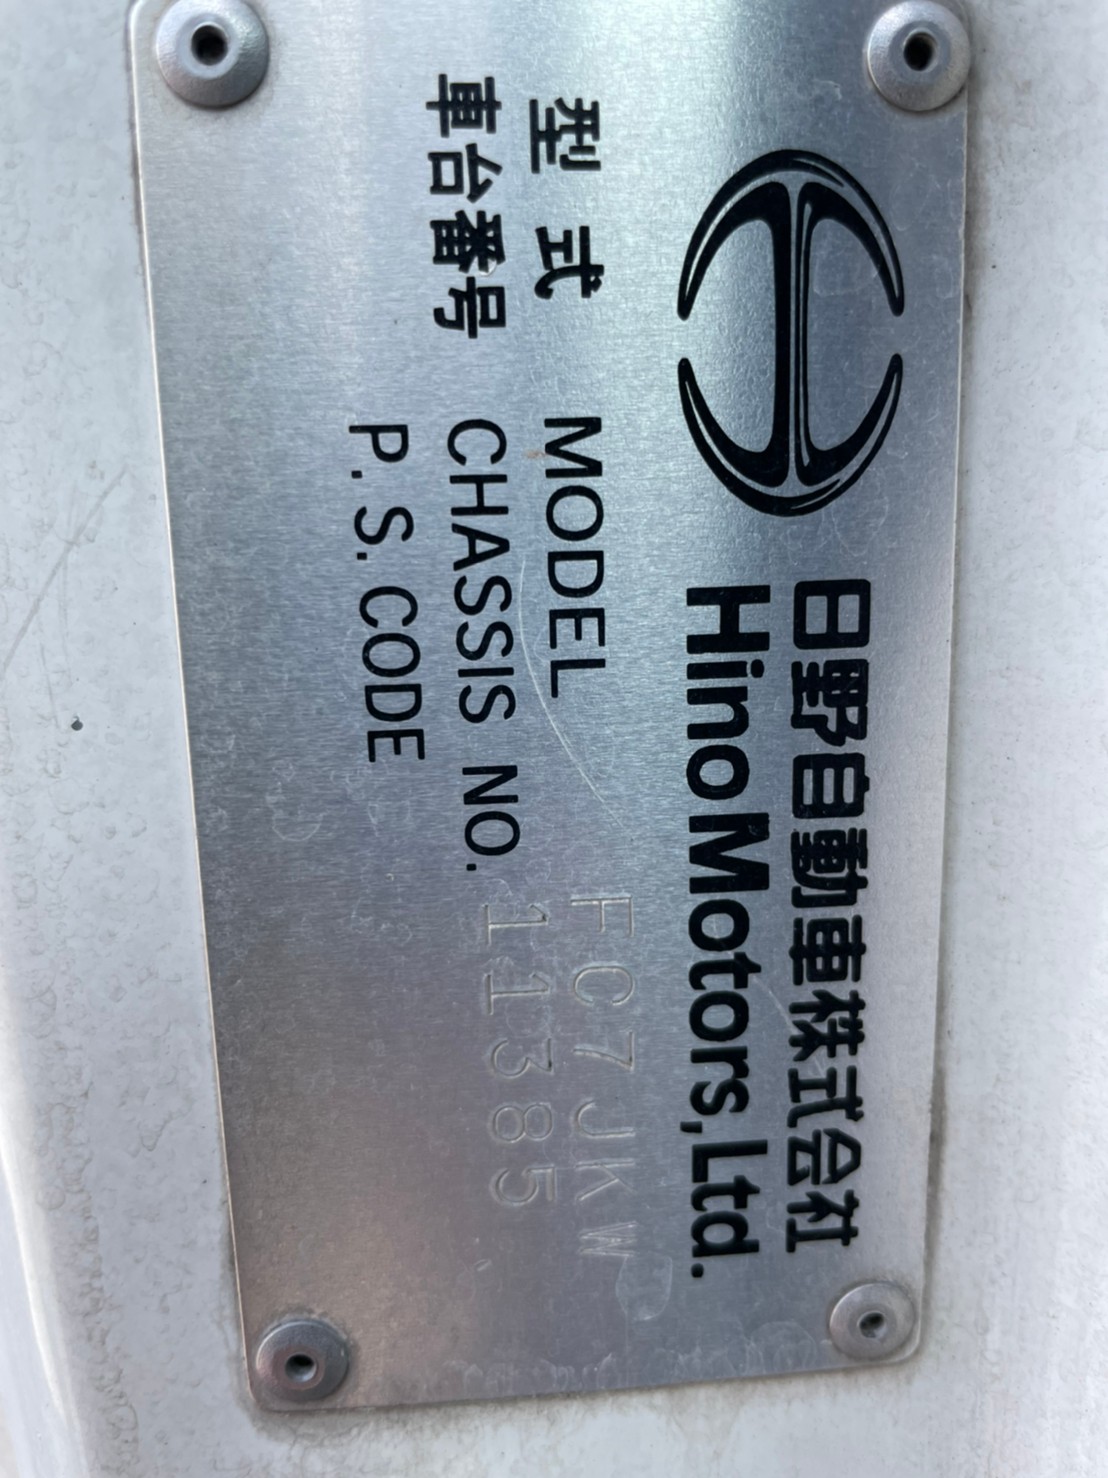 日野自動車株式会社
Hino Motors, Ltd.
型式 MODEL FC7JKW
車台番号 CHASSIS NO. 11385
P. S. CODE